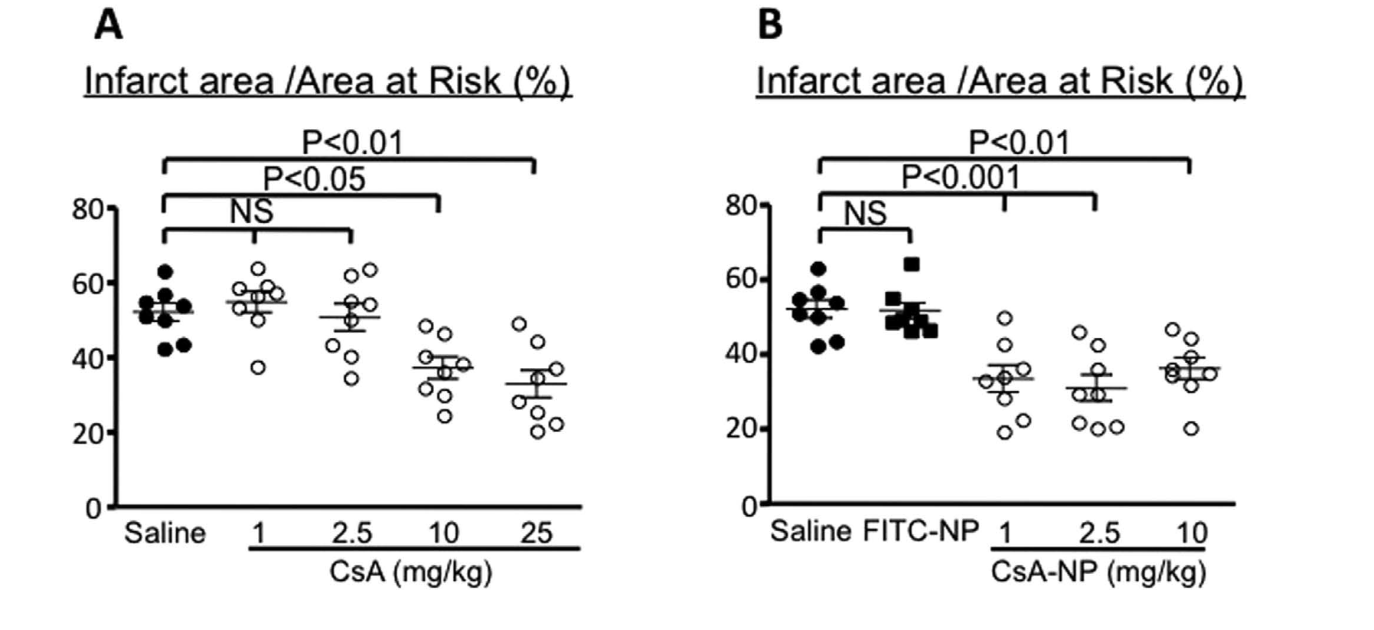 A
Infarct area /Area at Risk (%)
P<0.01
P<0.05
NS
80
60
40
20
0
Saline 1 2.5 10 25
CsA (mg/kg)
B
Infarct area /Area at Risk (%)
P<0.01
P<0.001
NS
80
60
40
20
0
Saline FITC-NP 1 2.5 10
CsA-NP (mg/kg)